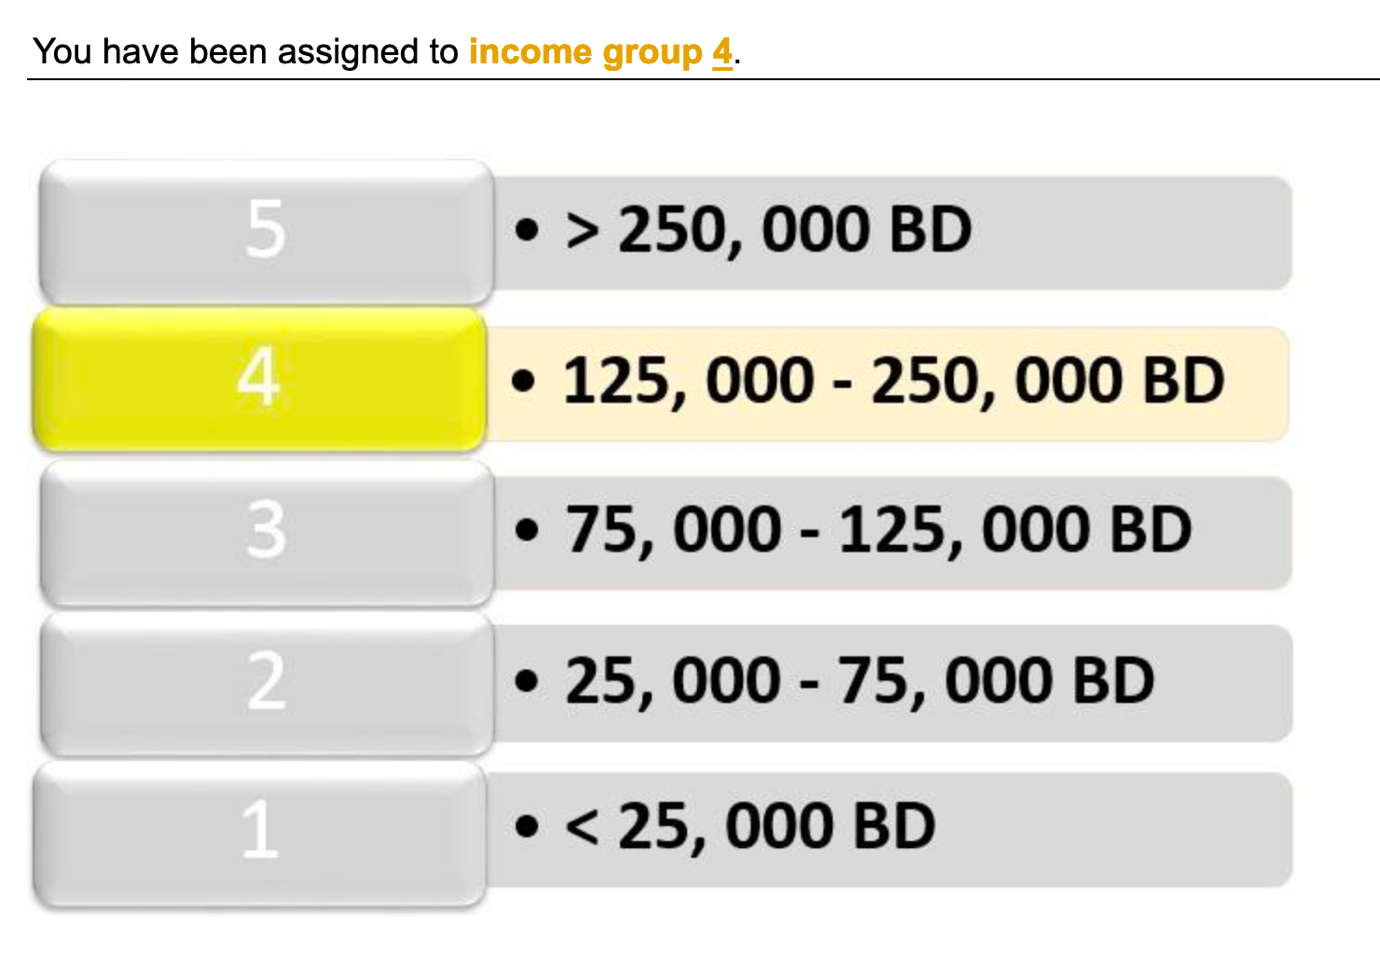 You have been assigned to income group 4.
5
• > 250, 000 BD
4
• 125, 000 - 250, 000 BD
3
• 75, 000 - 125, 000 BD
2
• 25, 000 - 75, 000 BD
1
• < 25, 000 BD